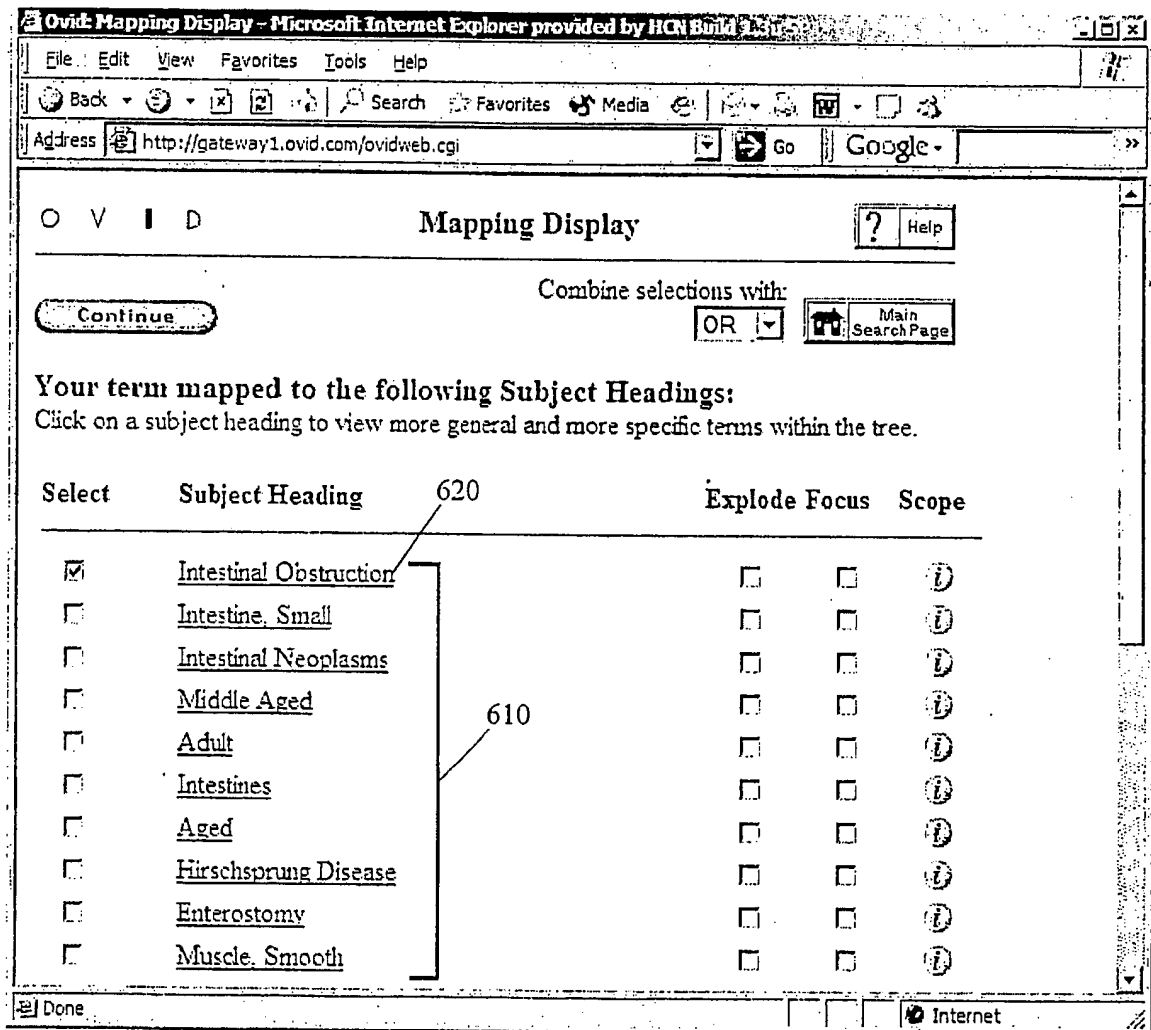 Ovid: Mapping Display - Microsoft Internet Explorer provided by HCN Build
File Edit View Favorites Tools Help
Back Search Favorites Media
Address http://gateway1.ovid.com/ovidweb.cgi Go Google
O V I D Mapping Display ? Help
Combine selections with:
Continue OR Main Search Page
Your term mapped to the following Subject Headings:
Click on a subject heading to view more general and more specific terms within the tree.
Select Subject Heading 620 Explode Focus Scope
Intestinal Obstruction
Intestine, Small
Intestinal Neoplasms
Middle Aged
610
Adult
Intestines
Aged
Hirschsprung Disease
Enterostomy
Muscle, Smooth
Done Internet